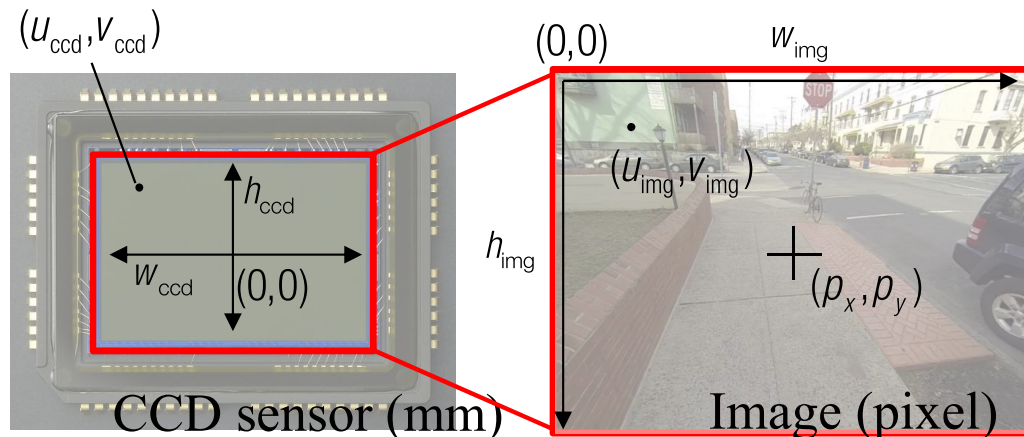 (u_ccd,v_ccd)
h_ccd
w_ccd
(0,0)
CCD sensor (mm)
(0,0)
w_img
STOP
(u_img,v_img)
h_img
(p_x,p_y)
Image (pixel)